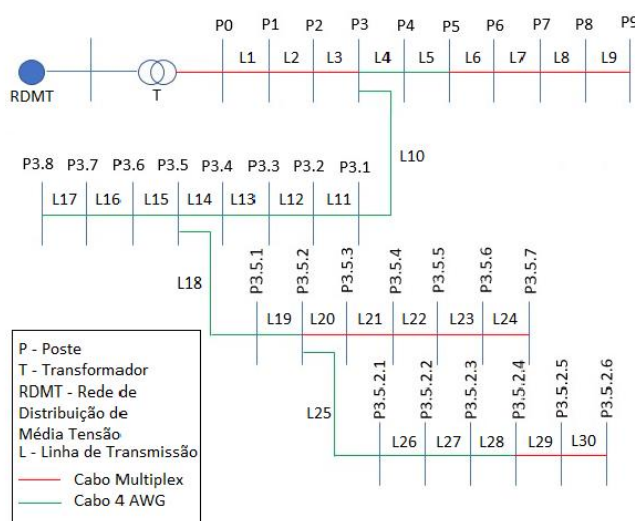 P0 P1 P2 P3 P4 P5 P6 P7 P8 P9
L1 L2 L3 L4 L5 L6 L7 L8 L9
RDMT
T
L10
P3.8 P3.7 P3.6 P3.5 P3.4 P3.3 P3.2 P3.1
L17 L16 L15 L14 L13 L12 L11
L18
P3.5.1 P3.5.2 P3.5.3 P3.5.4 P3.5.5 P3.5.6 P3.5.7
L19 L20 L21 L22 L23 L24
L25
P3.5.2.1 P3.5.2.2 P3.5.2.3 P3.5.2.4 P3.5.2.5 P3.5.2.6
L26 L27 L28 L29 L30
P - Poste
T - Transformador
RDMT - Rede de
Distribuição de
Média Tensão
L - Linha de Transmissão
Cabo Multiplex
Cabo 4 AWG